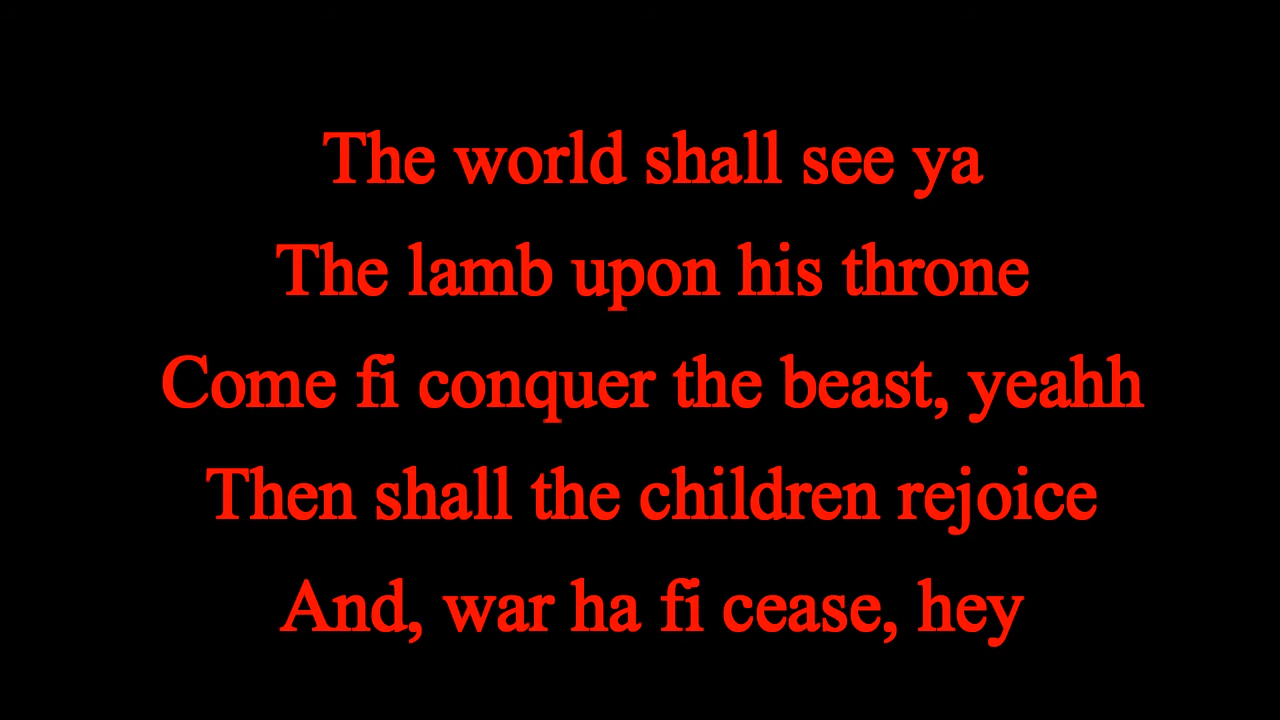 The world shall see ya
The lamb upon his throne
Come fi conquer the beast, yeahh
Then shall the children rejoice
And, war ha fi cease, hey